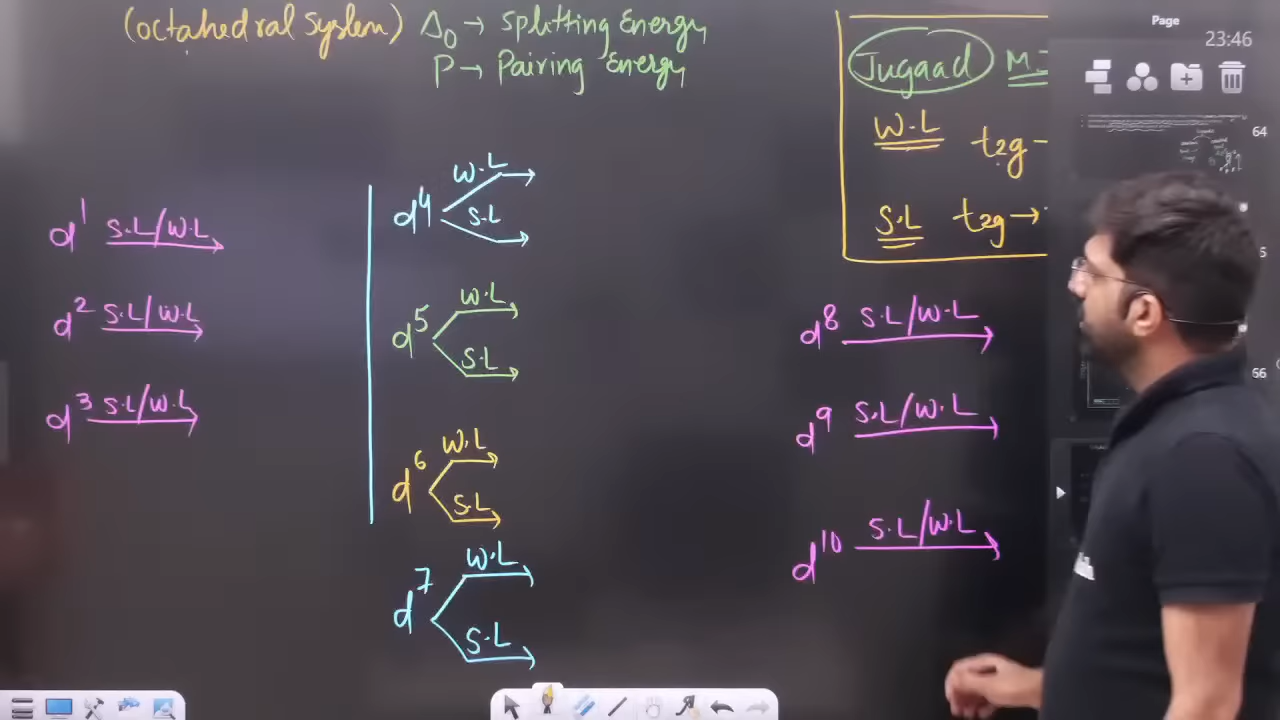 (octahedral system) Δ₀ → Splitting Energy
P → Pairing Energy
Jugaad
W.L t₂g –
S.L t₂g →
d¹ S.L/W.L
d² S.L/W.L
d³ S.L/W.L
d⁴ W.L
S.L
d⁵ W.L
S.L
d⁶ W.L
S.L
d⁷ W.L
S.L
d⁸ S.L/W.L
d⁹ S.L/W.L
d¹⁰ S.L/W.L
Page
23:46
64
66